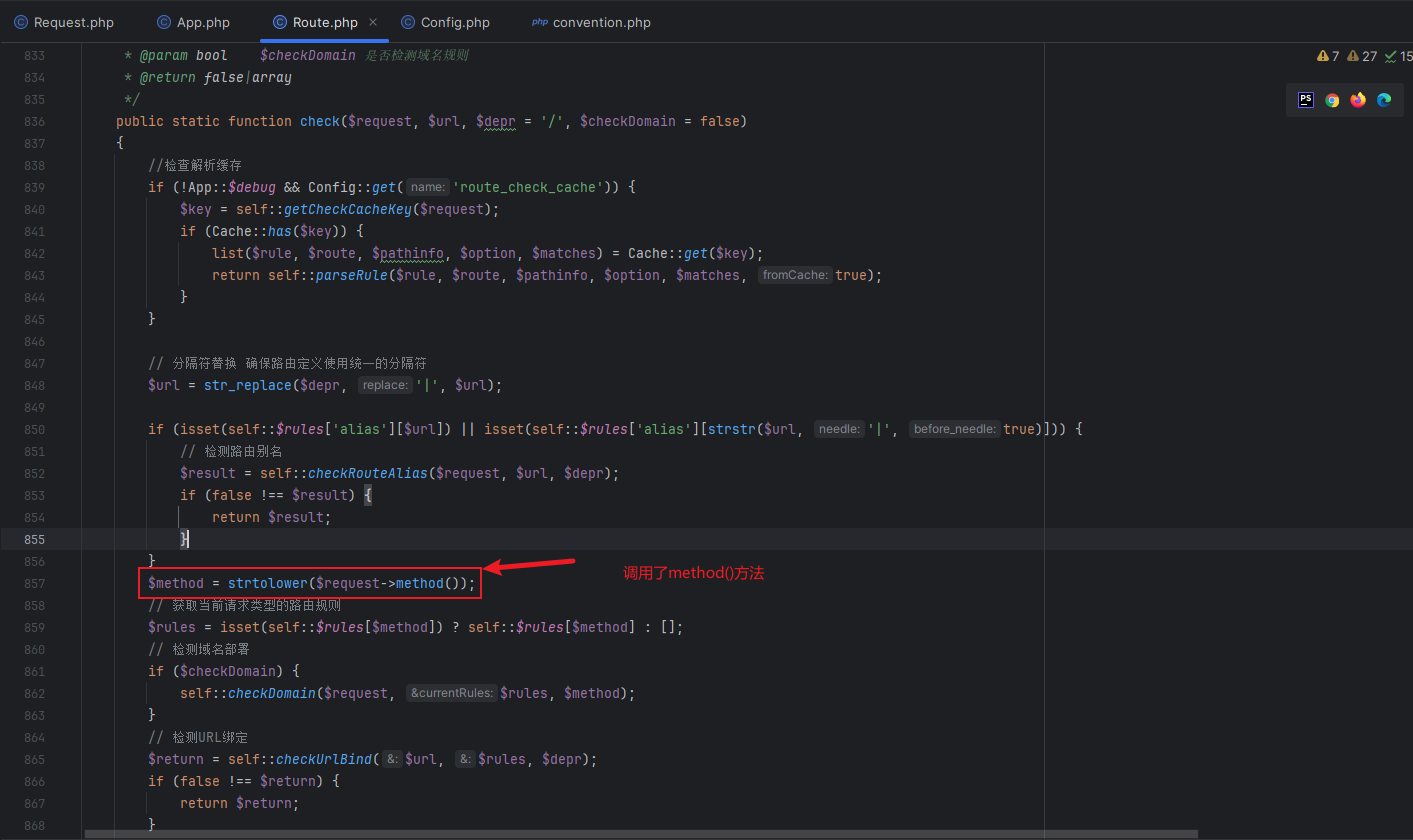 Request.php App.php Route.php Config.php php convention.php
833 * @param bool $checkDomain 是否检测域名规则
7 27 15
834 * @return false|array
835 */
PS
836 public static function check($request, $url, $depr = '/', $checkDomain = false)
837 {
838 //检查解析缓存
839 if (!App::$debug && Config::get( name: 'route_check_cache')) {
840 $key = self::getCheckCacheKey($request);
841 if (Cache::has($key)) {
842 list($rule, $route, $pathinfo, $option, $matches) = Cache::get($key);
843 return self::parseRule($rule, $route, $pathinfo, $option, $matches, fromCache: true);
844 }
845 }
846
847 // 分隔符替换 确保路由定义使用统一的分隔符
848 $url = str_replace($depr, replace: '|', $url);
849
850 if (isset(self::$rules['alias'][$url]) || isset(self::$rules['alias'][strstr($url, needle: '|', before_needle: true)])) {
851 // 检测路由别名
852 $result = self::checkRouteAlias($request, $url, $depr);
853 if (false !== $result) {
854 return $result;
855 }
856 }
857 $method = strtolower($request->method());
调用了method()方法
858 // 获取当前请求类型的路由规则
859 $rules = isset(self::$rules[$method]) ? self::$rules[$method] : [];
860 // 检测域名部署
861 if ($checkDomain) {
862 self::checkDomain($request, &currentRules: $rules, $method);
863 }
864 // 检测URL绑定
865 $return = self::checkUrlBind( &: $url, &: $rules, $depr);
866 if (false !== $return) {
867 return $return;
868 }